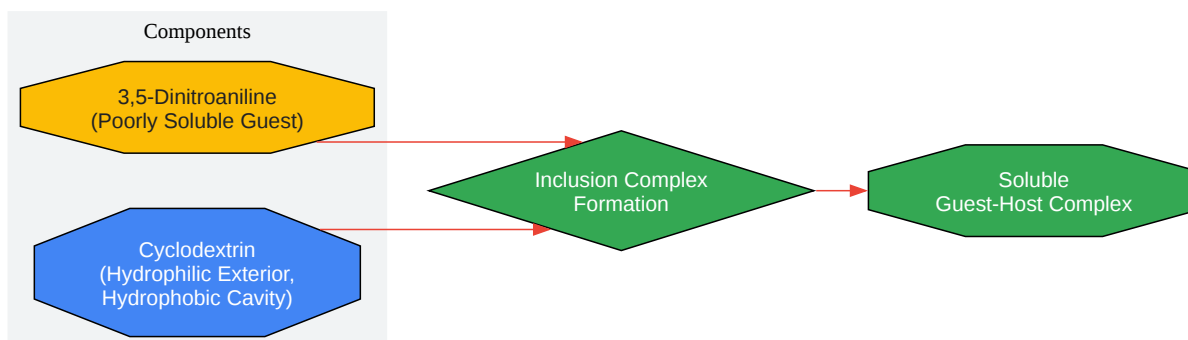 Components
3,5-Dinitroaniline
(Poorly Soluble Guest)
Cyclodextrin
(Hydrophilic Exterior,
Hydrophobic Cavity)
Inclusion Complex
Formation
Soluble
Guest-Host Complex